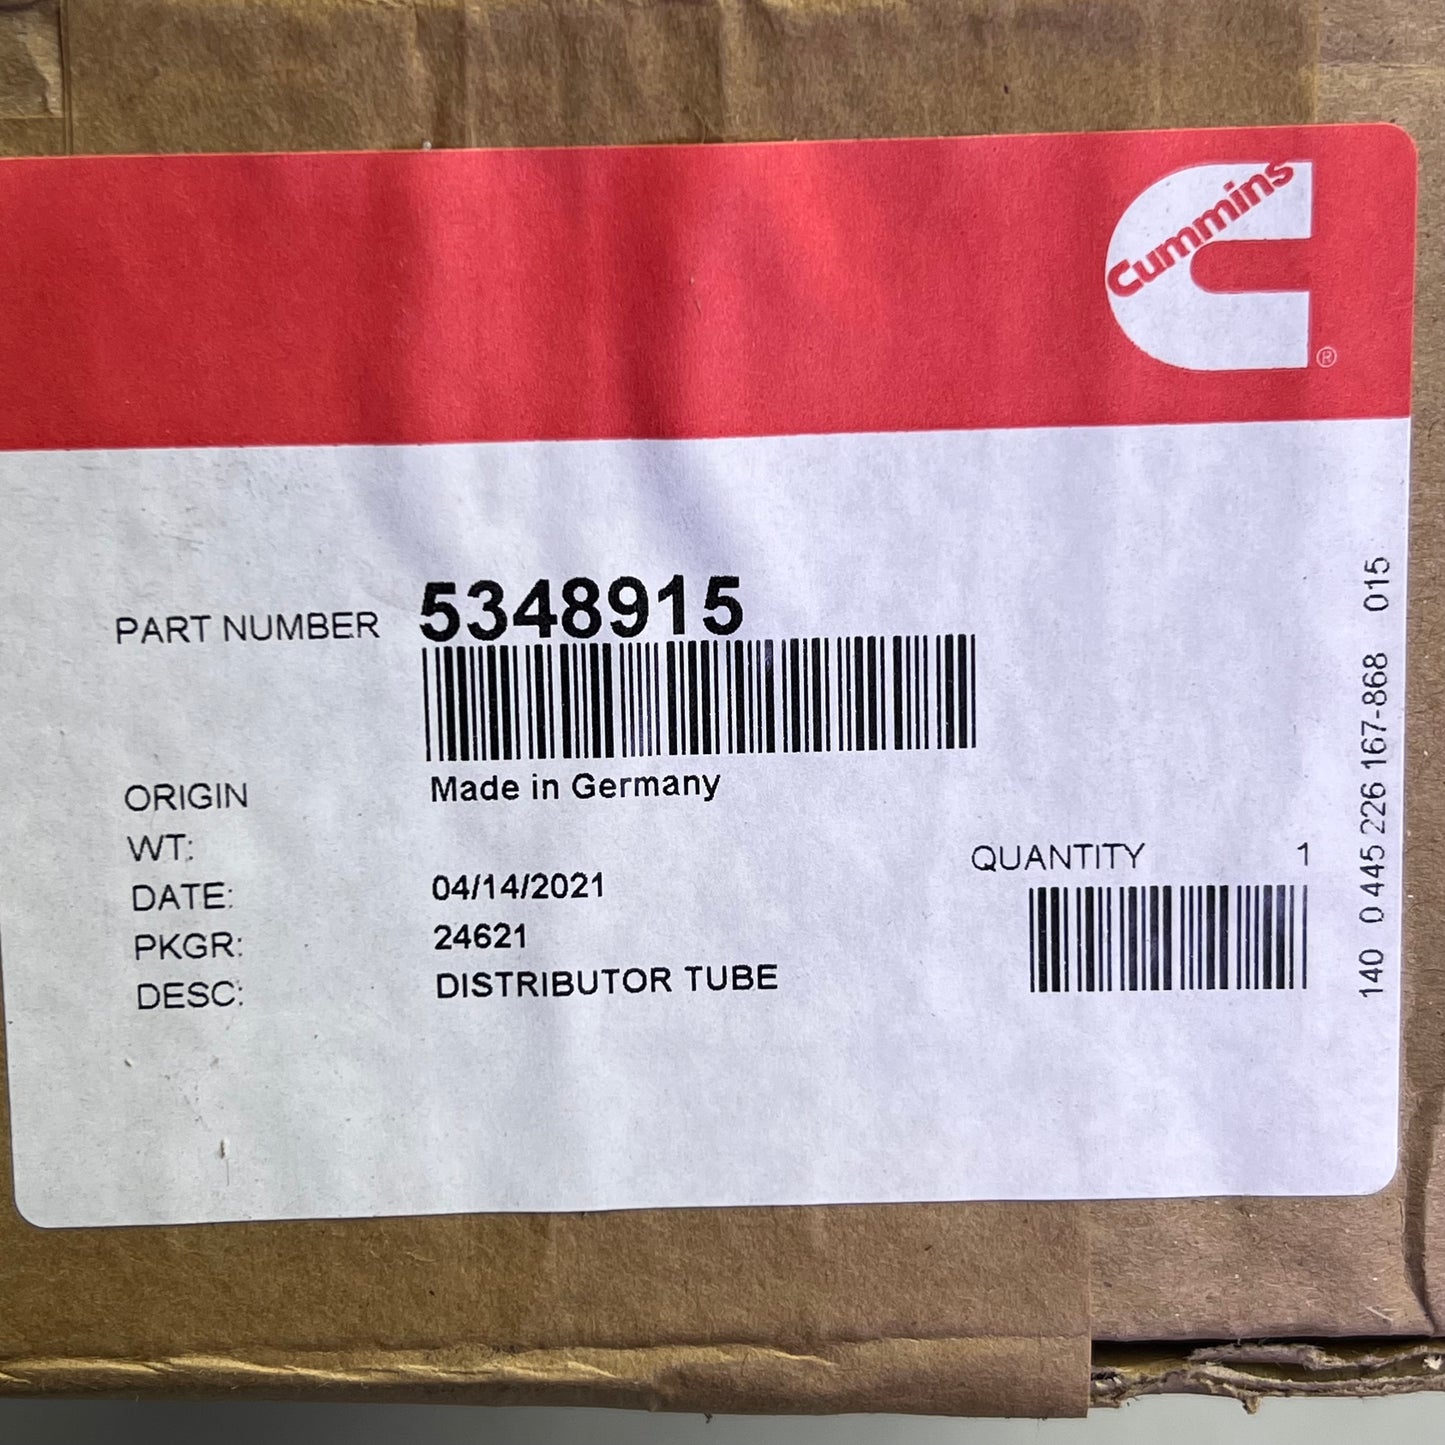 Cummins
®
PART NUMBER 5348915
ORIGIN Made in Germany
WT:
DATE: 04/14/2021
PKGR: 24621
DESC: DISTRIBUTOR TUBE
QUANTITY 1
140 0 445 226 167-868 015